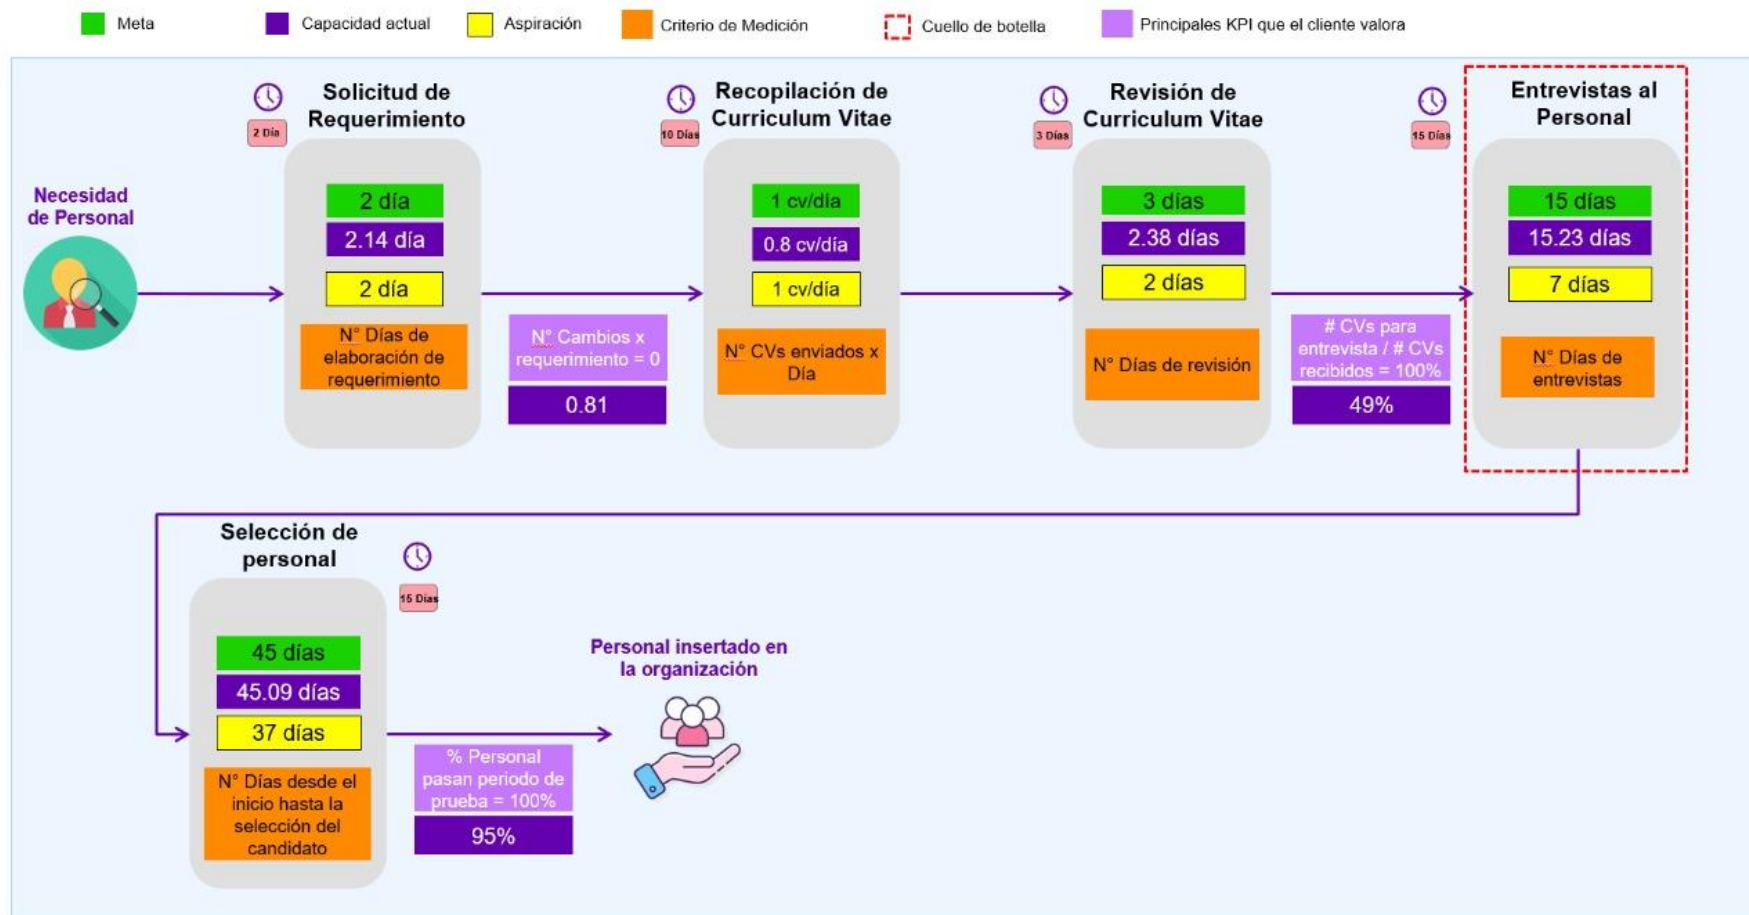 Meta
Capacidad actual
Aspiración
Criterio de Medición
Cuello de botella
Principales KPI que el cliente valora
Necesidad
de Personal
2 Día
Solicitud de
Requerimiento
2 día
2.14 día
2 día
N° Días de
elaboración de
requerimiento
N° Cambios x
requerimiento = 0
0.81
10 Días
Recopilación de
Curriculum Vitae
1 cv/día
0.8 cv/día
1 cv/día
N° CVs enviados x
Día
3 Días
Revisión de
Curriculum Vitae
3 días
2.38 días
2 días
N° Días de revisión
# CVs para
entrevista / # CVs
recibidos = 100%
49%
15 Días
Entrevistas al
Personal
15 días
15.23 días
7 días
N° Días de
entrevistas
Selección de
personal
15 Días
45 días
45.09 días
37 días
N° Días desde el
inicio hasta la
selección del
candidato
% Personal
pasan periodo de
prueba = 100%
95%
Personal insertado en
la organización